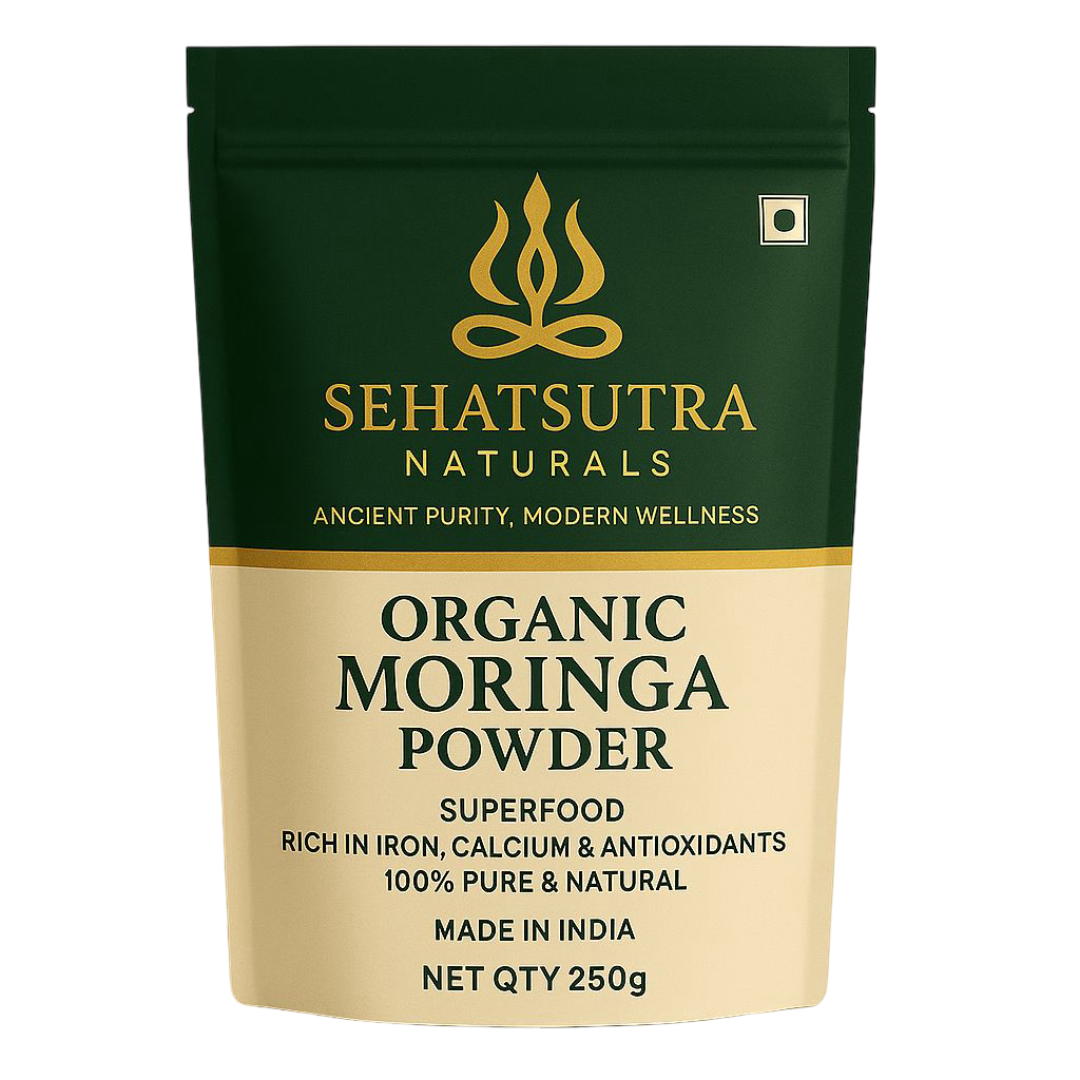 SEHATSUTRA
NATURALS
ANCIENT PURITY, MODERN WELLNESS
ORGANIC
MORINGA
POWDER
SUPERFOOD
RICH IN IRON, CALCIUM & ANTIOXIDANTS
100% PURE & NATURAL
MADE IN INDIA
NET QTY 250g